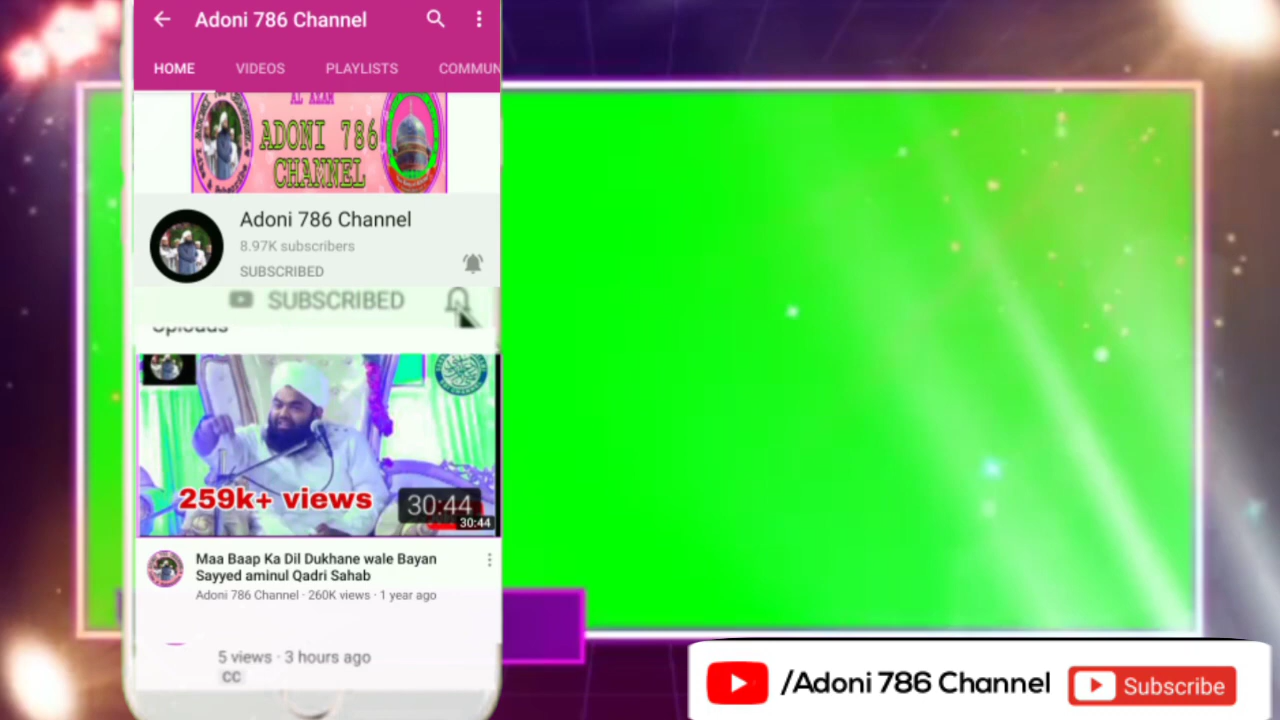 Adoni 786 Channel
HOME VIDEOS PLAYLISTS COMMUN
ADONI 786
CHANNEL
Adoni 786 Channel
8.97K subscribers
SUBSCRIBED
SUBSCRIBED
Uploads
259k+ views
30:44
30:44
Maa Baap Ka Dil Dukhane wale Bayan
Sayyed aminul Qadri Sahab
Adoni 786 Channel · 260K views · 1 year ago
5 views · 3 hours ago
CC
/Adoni 786 Channel
Subscribe